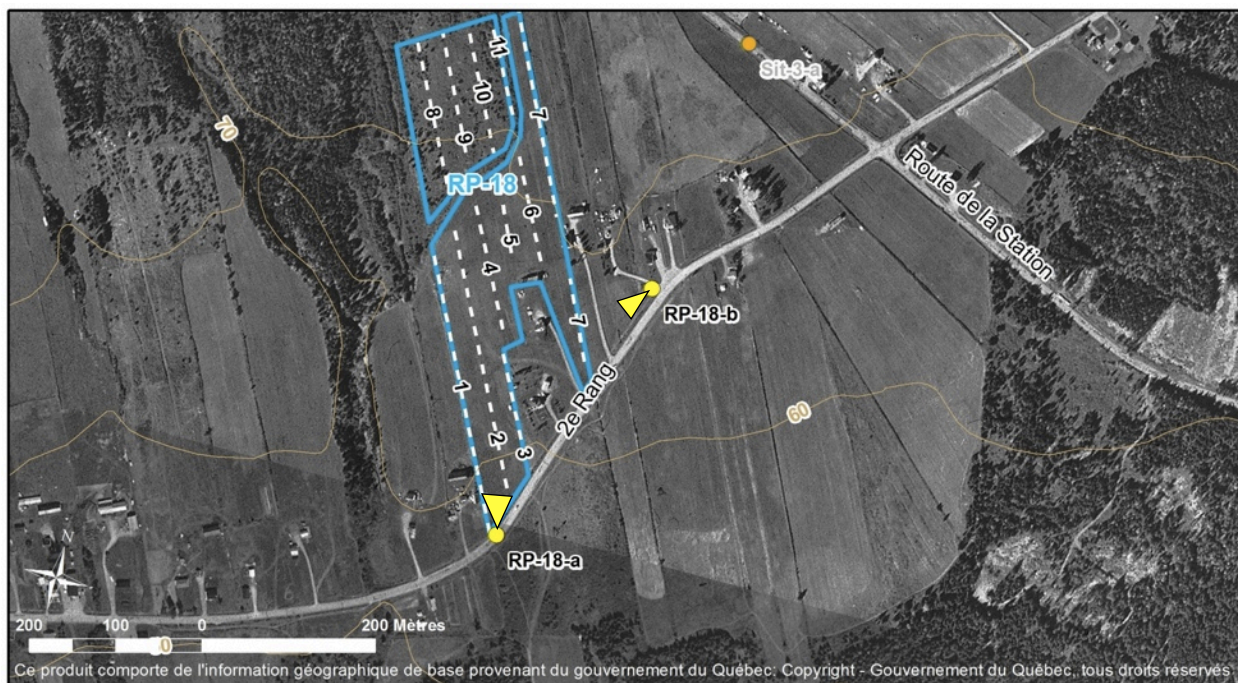 11
Sit-3-a
70
10
8
7
9
RP-18
Route de la Station
6
5
4
RP-18-b
7
1
2e Rang
60
2
3
RP-18-a
N
200 100 0 200 Mètres
Ce produit comporte de l'information géographique de base provenant du gouvernement du Québec; Copyright - Gouvernement du Québec, tous droits réservés